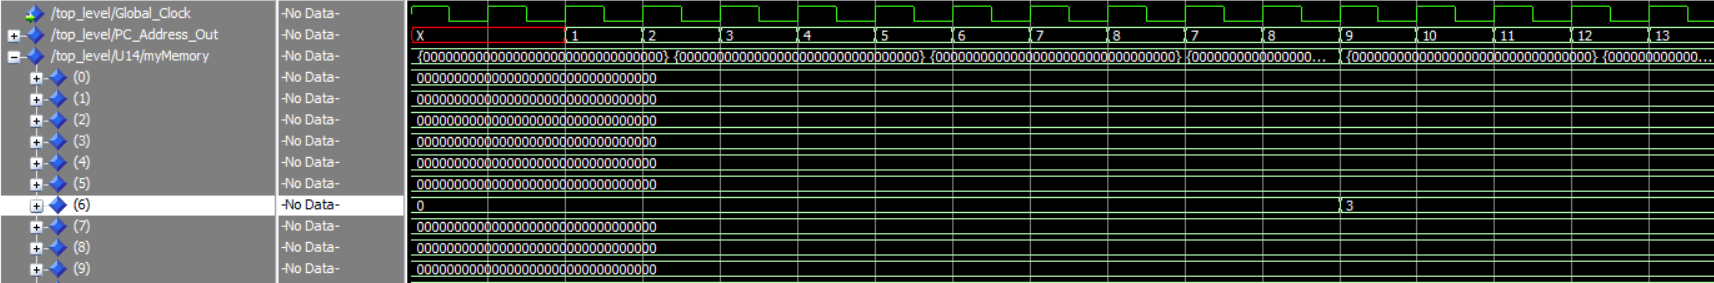 /top_level/Global_Clock -No Data-
/top_level/PC_Address_Out -No Data- X 1 2 3 4 5 6 7 8 7 8 9 10 11 12 13
/top_level/U14/myMemory -No Data- {00000000000000000000000000000000} {00000000000000000000000000000000} {00000000000000000000000000000000} {0000000000000000... {00000000000000000000000000000000} {000000000000...
(0) -No Data- 00000000000000000000000000000000
(1) -No Data- 00000000000000000000000000000000
(2) -No Data- 00000000000000000000000000000000
(3) -No Data- 00000000000000000000000000000000
(4) -No Data- 00000000000000000000000000000000
(5) -No Data- 00000000000000000000000000000000
(6) -No Data- 0 3
(7) -No Data- 00000000000000000000000000000000
(8) -No Data- 00000000000000000000000000000000
(9) -No Data- 00000000000000000000000000000000